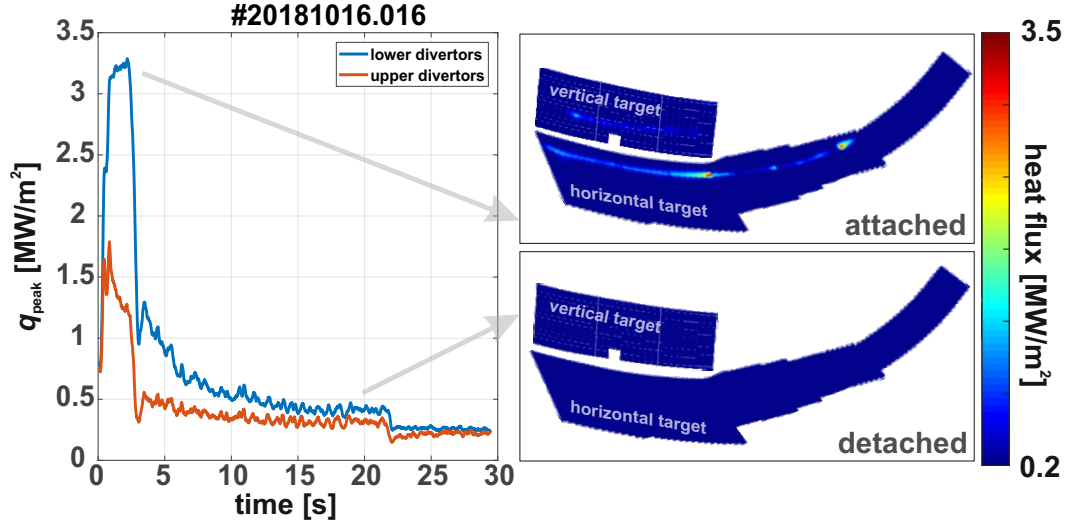 #20181016.016
3.5
3
2.5
2
1.5
1
0.5
0
q_peak [MW/m²]
0 5 10 15 20 25 30
time [s]
lower divertors
upper divertors
vertical target
horizontal target
attached
vertical target
horizontal target
detached
3.5
heat flux [MW/m²]
0.2